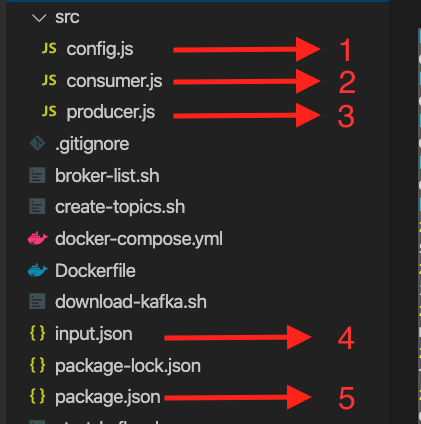 src
JS config.js 1
JS consumer.js 2
JS producer.js 3
.gitignore
broker-list.sh
create-topics.sh
docker-compose.yml
Dockerfile
download-kafka.sh
{} input.json 4
{} package-lock.json
{} package.json 5